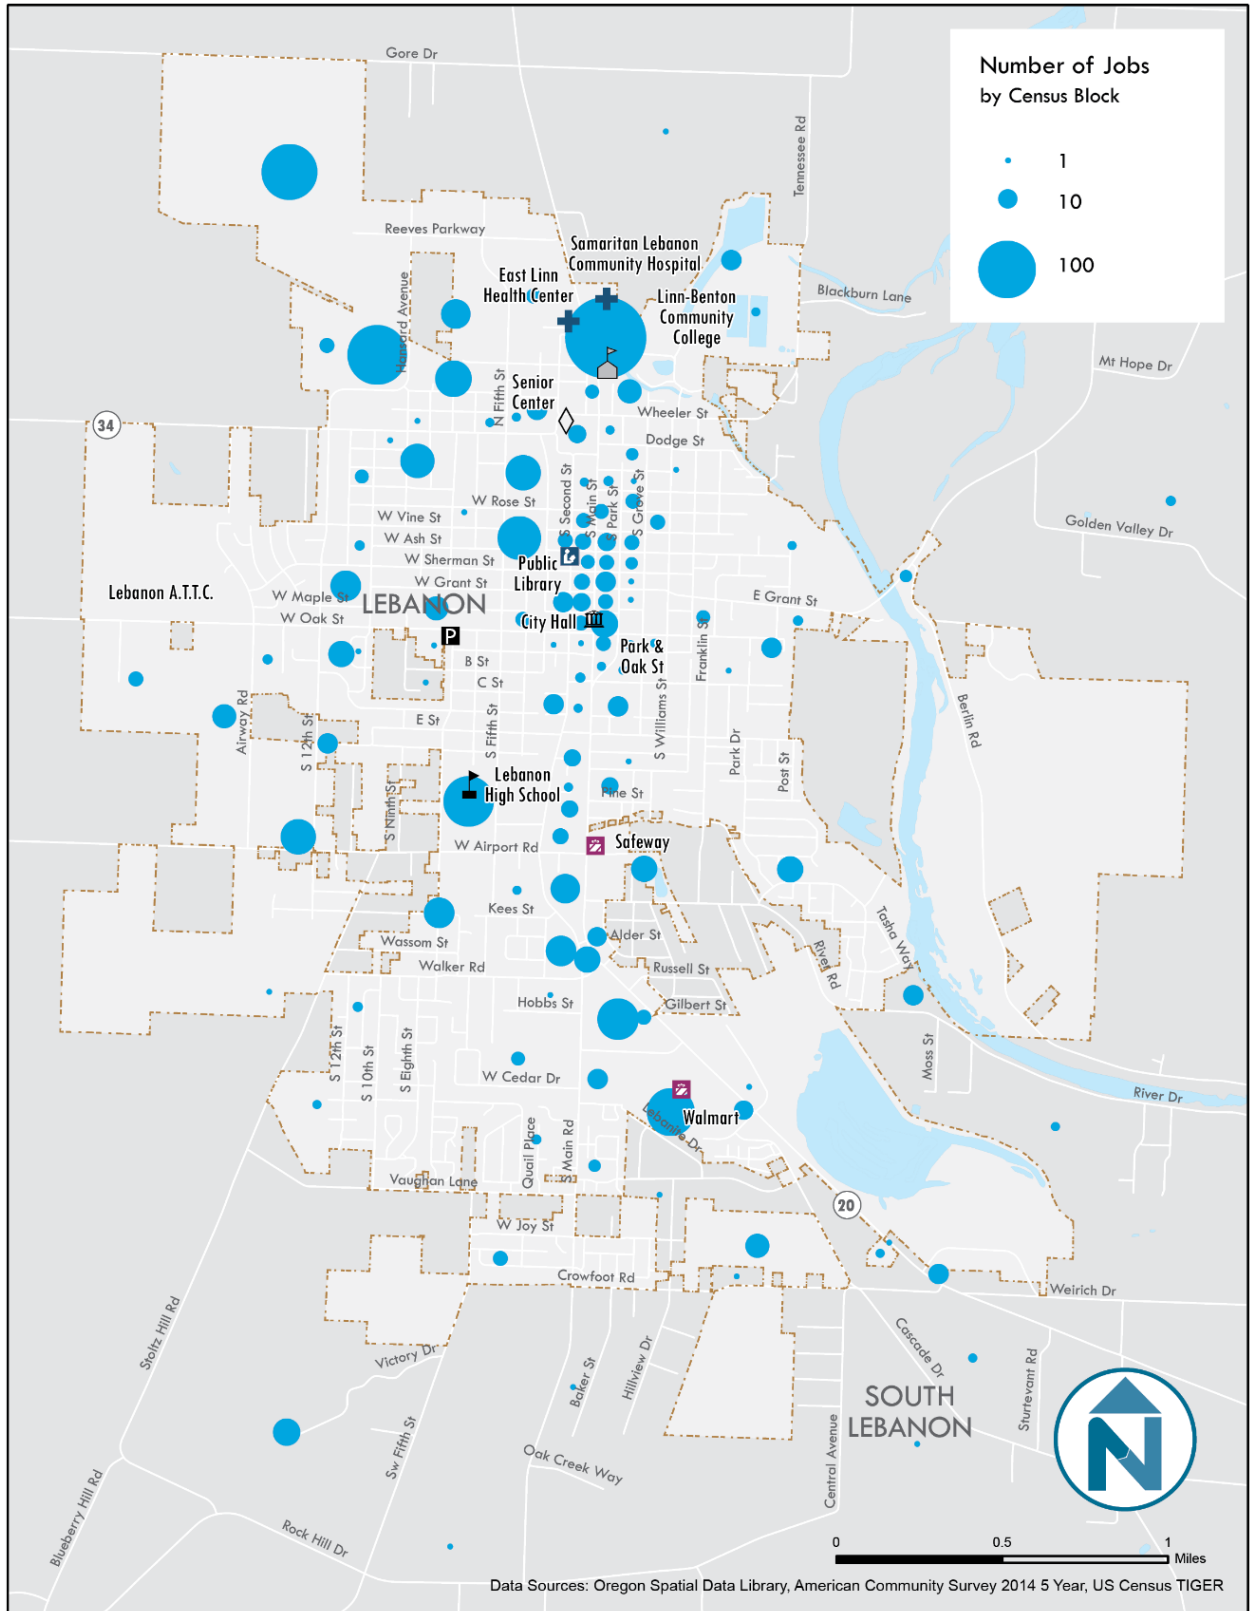 Gore Dr
Number of Jobs
by Census Block
1
10
100
Tennessee Rd
Reeves Parkway
Samaritan Lebanon
Community Hospital
East Linn
Health Center
Linn-Benton
Community
College
Blackburn Lane
Hansard Avenue
Mt Hope Dr
N Fifth St
Senior
Center
Wheeler St
34
Dodge St
S Second St
S Main St
S Park St
S Grove St
W Rose St
W Vine St
Golden Valley Dr
W Ash St
W Sherman St
Public
Library
W Grant St
Lebanon A.T.T.C.
W Maple St
LEBANON
E Grant St
W Oak St
City Hall
P
Park &
Oak St
Franklin St
B St
C St
S Williams St
Airway Rd
S 12th St
E St
S Fifth St
Park Dr
Post St
Berlin Rd
Lebanon
High School
S Ninth St
Pine St
W Airport Rd
Safeway
Kees St
Tasha Way
Wassom St
Alder St
River Rd
Walker Rd
Russell St
Hobbs St
Gilbert St
S 12th St
S 10th St
S Eighth St
Moss St
W Cedar Dr
River Dr
Walmart
Lebanite Dr
Quail Place
S Main Rd
Vaughan Lane
20
W Joy St
Crowfoot Rd
Weirich Dr
Stoltz Hill Rd
Victory Dr
Baker St
Hillview Dr
Cascade Dr
Sturtevant Rd
SOUTH
LEBANON
Sw Fifth St
Oak Creek Way
Central Avenue
N
Blueberry Hill Rd
Rock Hill Dr
0 0.5 1
Miles
Data Sources: Oregon Spatial Data Library, American Community Survey 2014 5 Year, US Census TIGER